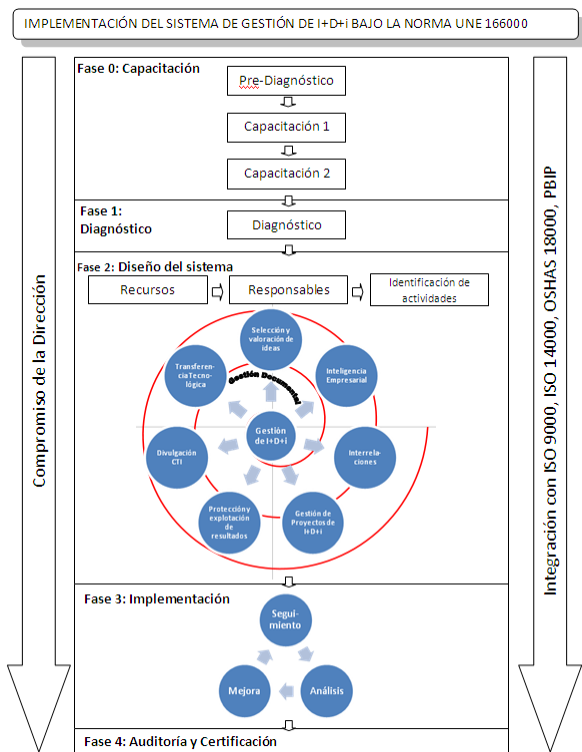 IMPLEMENTACIÓN DEL SISTEMA DE GESTIÓN DE I+D+i BAJO LA NORMA UNE 166000
Compromiso de la Dirección
Fase 0: Capacitación
Pre-Diagnóstico
Capacitación 1
Capacitación 2
Fase 1:
Diagnóstico
Diagnóstico
Fase 2: Diseño del sistema
Recursos
Responsables
Identificación de
actividades
Selección y
valoración de
ideas
Transferen-
cia Tecno-
lógica
Gestión Documental
Inteligencia
Empresarial
Gestión
de I+D+i
Divulgación
CTI
Interrela-
ciones
Protección y
explotación
de
resultados
Gestión de
Proyectos de
I+D+i
Fase 3: Implementación
Segui-
miento
Mejora
Análisis
Fase 4: Auditoría y Certificación
Integración con ISO 9000, ISO 14000, OSHAS 18000, PBIP